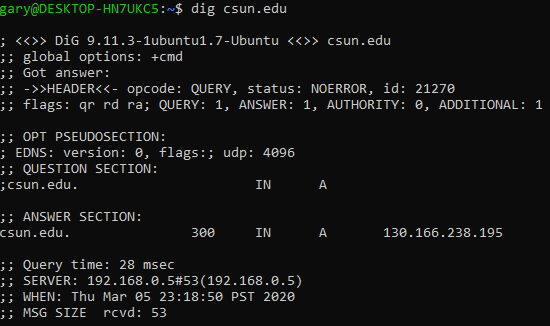 gary@DESKTOP-HN7UKC5:~$ dig csun.edu
; <<>> DiG 9.11.3-1ubuntu1.7-Ubuntu <<>> csun.edu
;; global options: +cmd
;; Got answer:
;; ->>HEADER<<- opcode: QUERY, status: NOERROR, id: 21270
;; flags: qr rd ra; QUERY: 1, ANSWER: 1, AUTHORITY: 0, ADDITIONAL: 1
;; OPT PSEUDOSECTION:
; EDNS: version: 0, flags:; udp: 4096
;; QUESTION SECTION:
;csun.edu. IN A
;; ANSWER SECTION:
csun.edu. 300 IN A 130.166.238.195
;; Query time: 28 msec
;; SERVER: 192.168.0.5#53(192.168.0.5)
;; WHEN: Thu Mar 05 23:18:50 PST 2020
;; MSG SIZE rcvd: 53